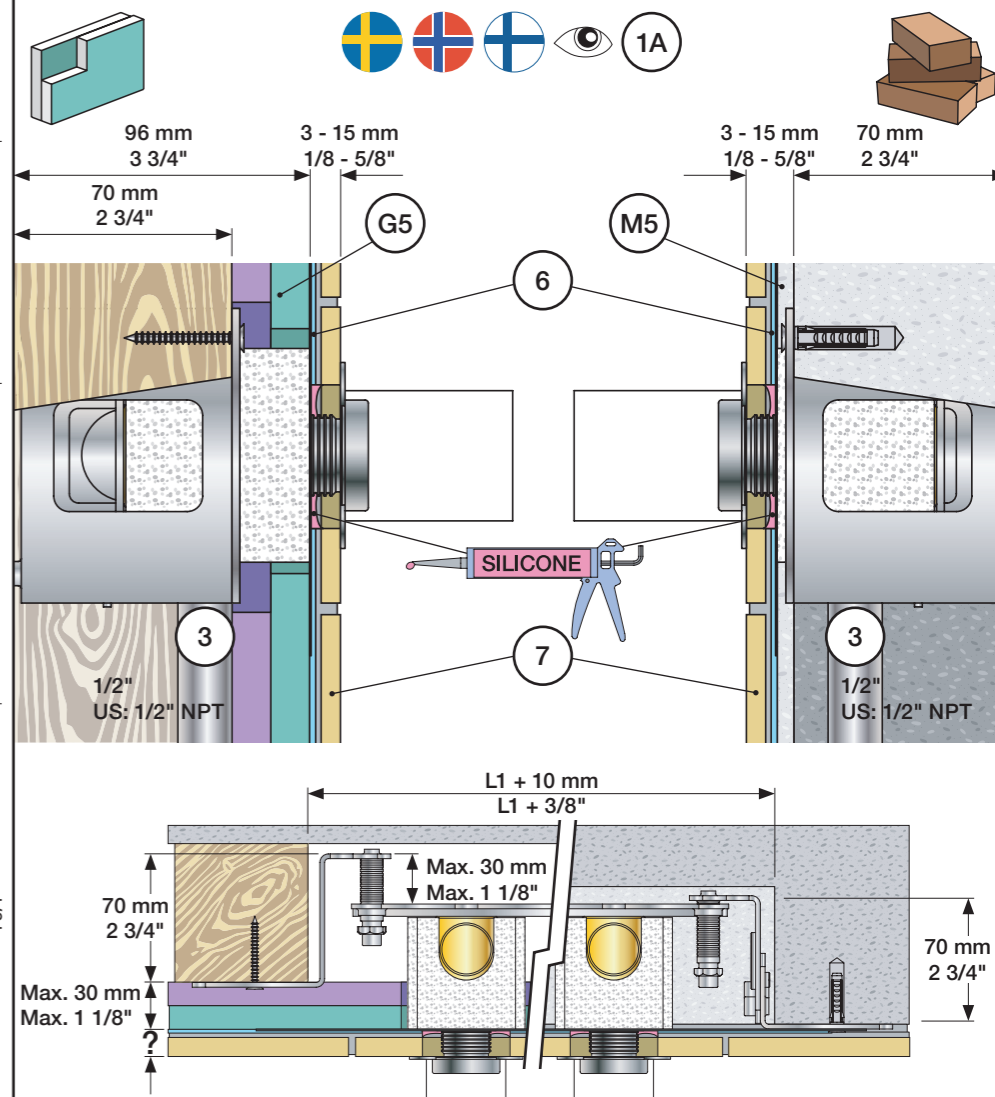 1A
96 mm
3 3/4"
3 - 15 mm
1/8 - 5/8"
3 - 15 mm
1/8 - 5/8"
70 mm
2 3/4"
70 mm
2 3/4"
G5
M5
6
SILICONE
3
7
3
1/2"
US: 1/2" NPT
1/2"
US: 1/2" NPT
L1 + 10 mm
L1 + 3/8"
Max. 30 mm
Max. 1 1/8"
70 mm
2 3/4"
70 mm
2 3/4"
Max. 30 mm
Max. 1 1/8"
?